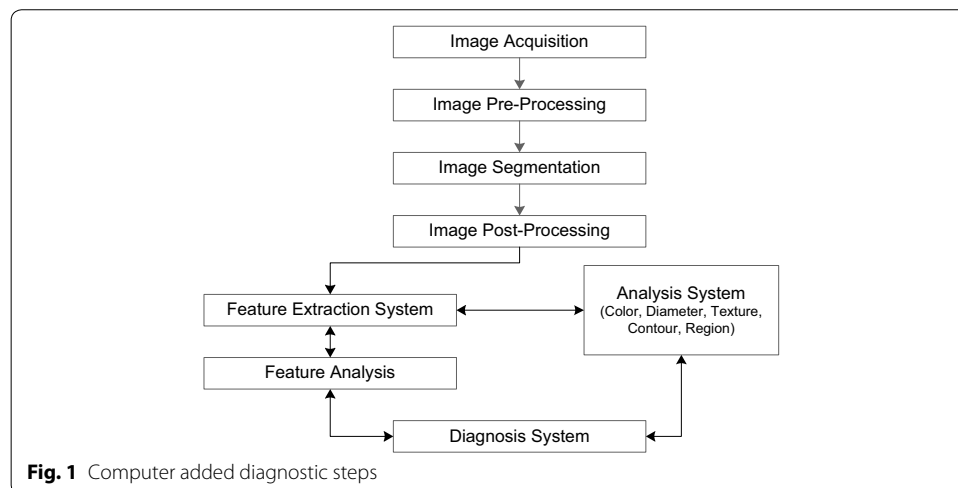 Image Acquisition
Image Pre-Processing
Image Segmentation
Image Post-Processing
Feature Extraction System
Analysis System
(Color, Diameter, Texture,
Contour, Region)
Feature Analysis
Diagnosis System
Fig. 1 Computer added diagnostic steps